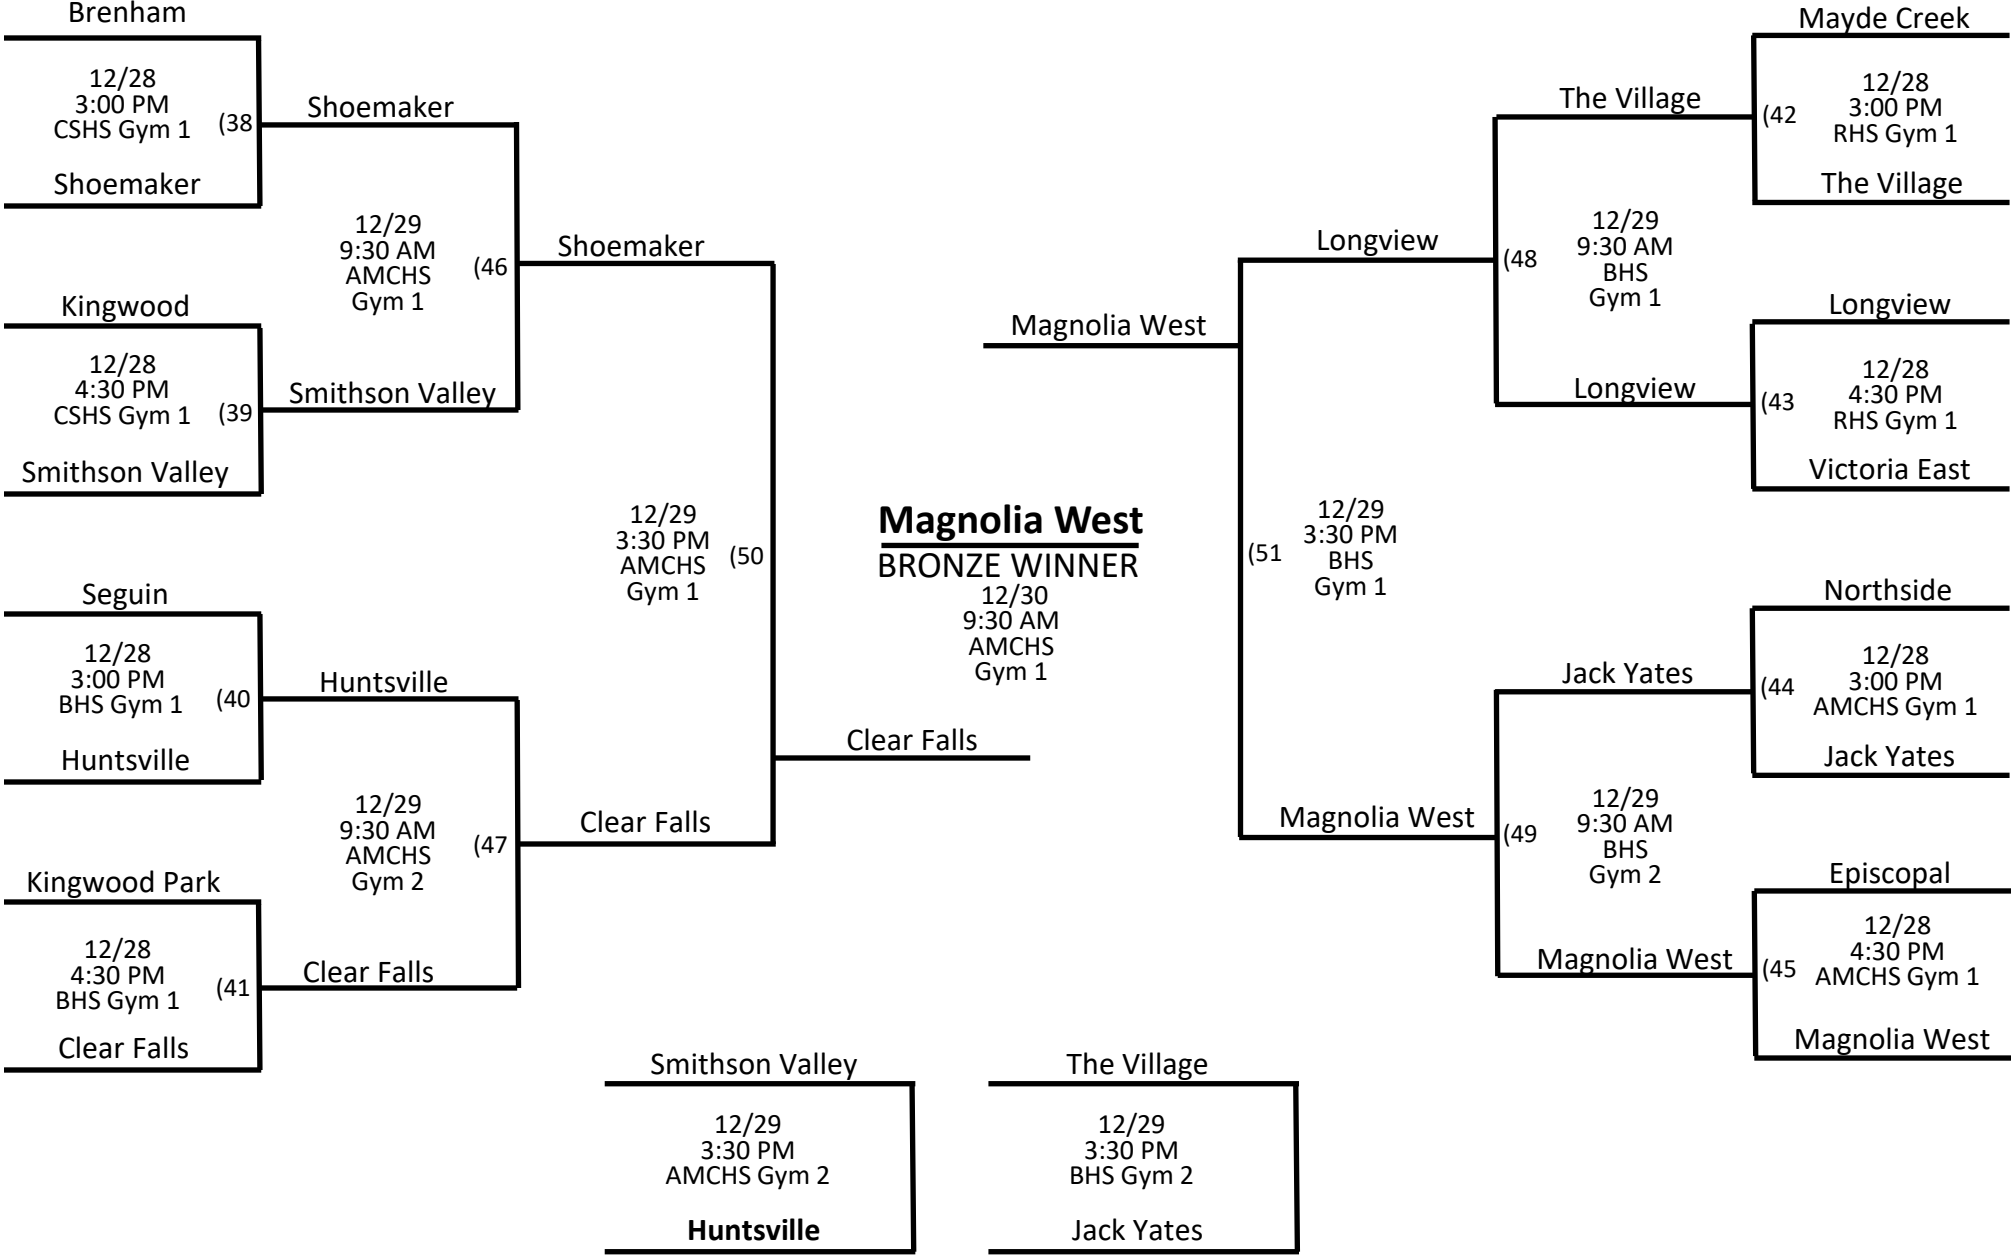 Brenham
12/28
3:00 PM
CSHS Gym 1
(38
Shoemaker
Kingwood
12/28
4:30 PM
CSHS Gym 1
(39
Smithson Valley
Seguin
12/28
3:00 PM
BHS Gym 1
(40
Huntsville
Kingwood Park
12/28
4:30 PM
BHS Gym 1
(41
Clear Falls
Shoemaker
12/29
9:30 AM
AMCHS
Gym 1
(46
Smithson Valley
Huntsville
12/29
9:30 AM
AMCHS
Gym 2
(47
Clear Falls
Shoemaker
12/29
3:30 PM
AMCHS
Gym 1
(50
Clear Falls
Clear Falls
Magnolia West
Magnolia West
BRONZE WINNER
12/30
9:30 AM
AMCHS
Gym 1
Longview
(51
12/29
3:30 PM
BHS
Gym 1
Magnolia West
The Village
(48
12/29
9:30 AM
BHS
Gym 1
Longview
Jack Yates
(49
12/29
9:30 AM
BHS
Gym 2
Magnolia West
Mayde Creek
(42
12/28
3:00 PM
RHS Gym 1
The Village
Longview
(43
12/28
4:30 PM
RHS Gym 1
Victoria East
Northside
(44
12/28
3:00 PM
AMCHS Gym 1
Jack Yates
Episcopal
(45
12/28
4:30 PM
AMCHS Gym 1
Magnolia West
Smithson Valley
12/29
3:30 PM
AMCHS Gym 2
Huntsville
The Village
12/29
3:30 PM
BHS Gym 2
Jack Yates